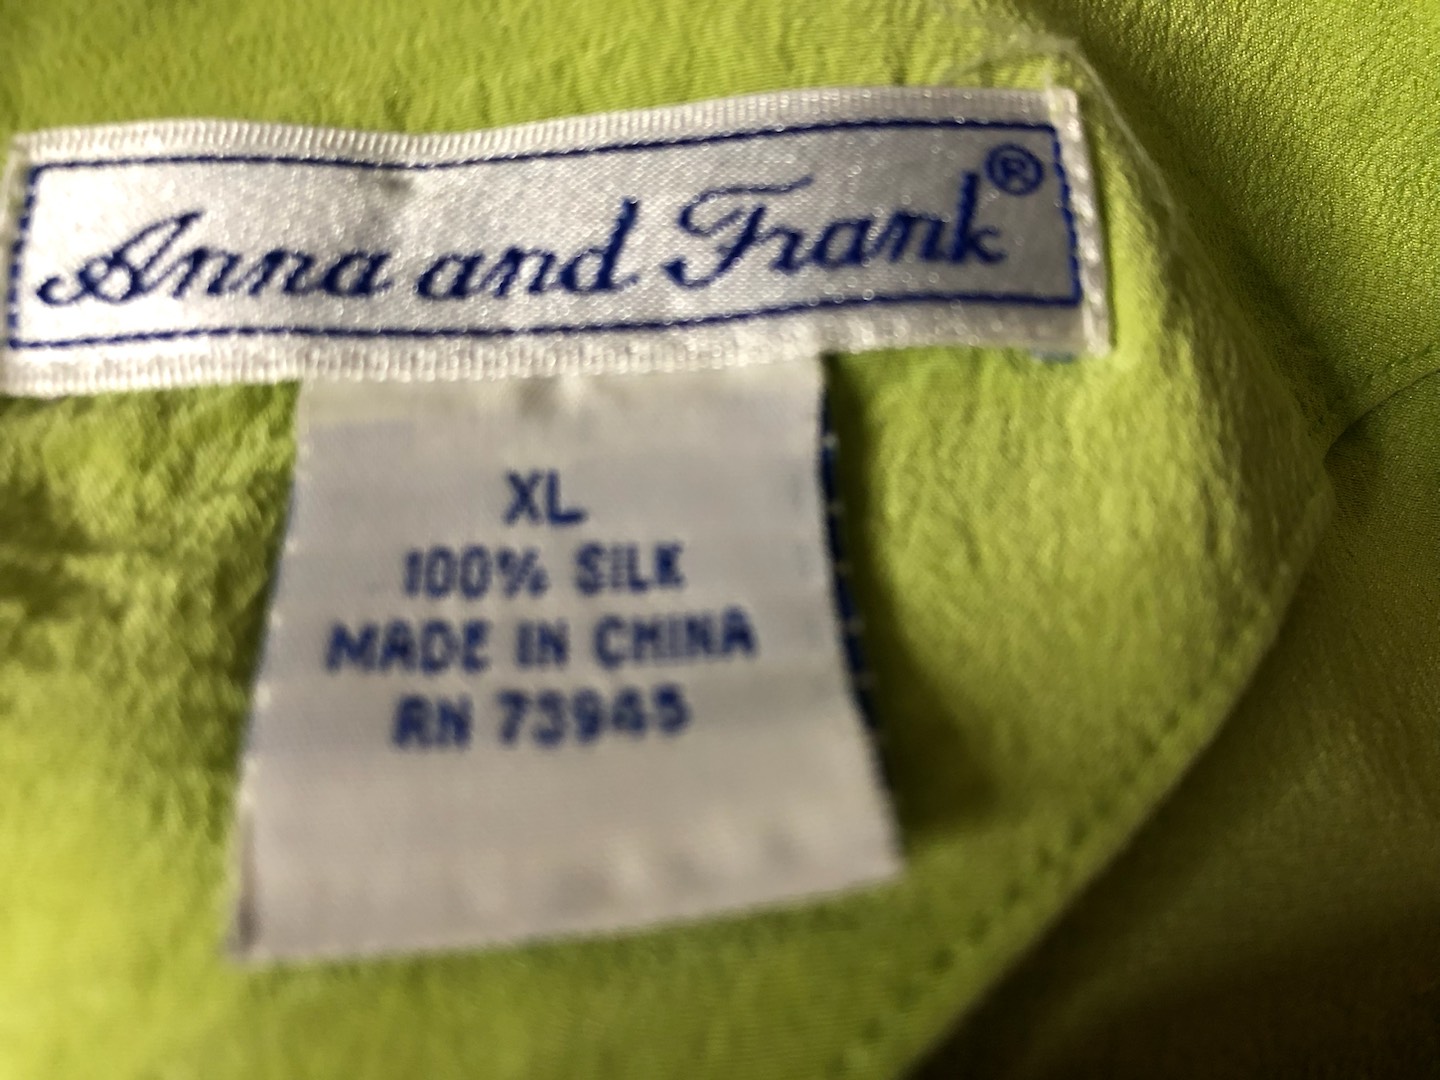 Anna and Frank®
XL
100% SILK
MADE IN CHINA
RN 73945